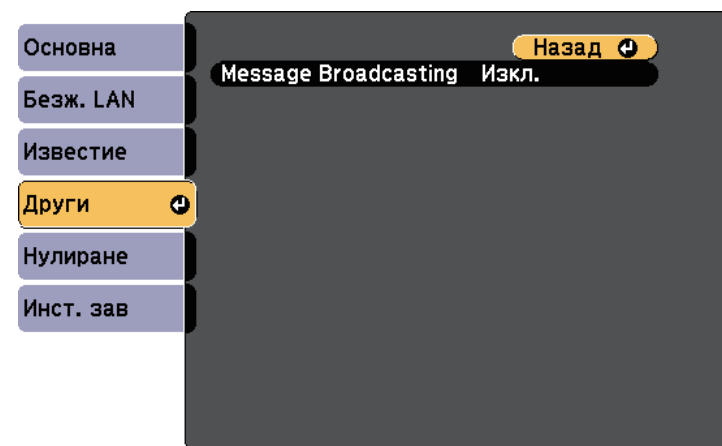 Основна
Безж. LAN
Известие
Други
Нулиране
Инст. зав
Назад
Message Broadcasting Изкл.